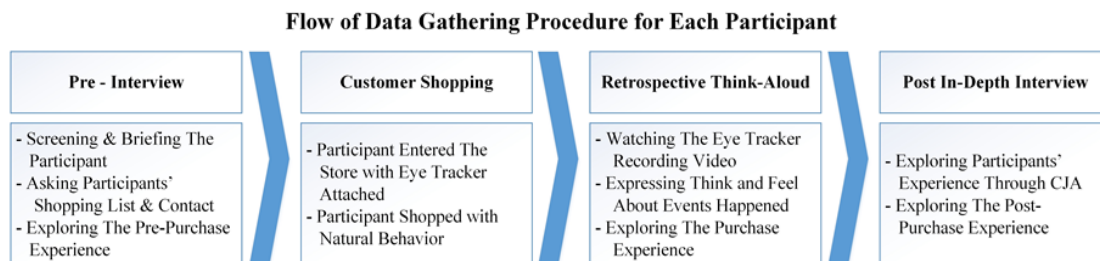 Flow of Data Gathering Procedure for Each Participant
Pre - Interview
- Screening & Briefing The
Participant
- Asking Participants’
Shopping List & Contact
- Exploring The Pre-Purchase
Experience
Customer Shopping
- Participant Entered The
Store with Eye Tracker
Attached
- Participant Shopped with
Natural Behavior
Retrospective Think-Aloud
- Watching The Eye Tracker
Recording Video
- Expressing Think and Feel
About Events Happened
- Exploring The Purchase
Experience
Post In-Depth Interview
- Exploring Participants’
Experience Through CJA
- Exploring The Post-
Purchase Experience